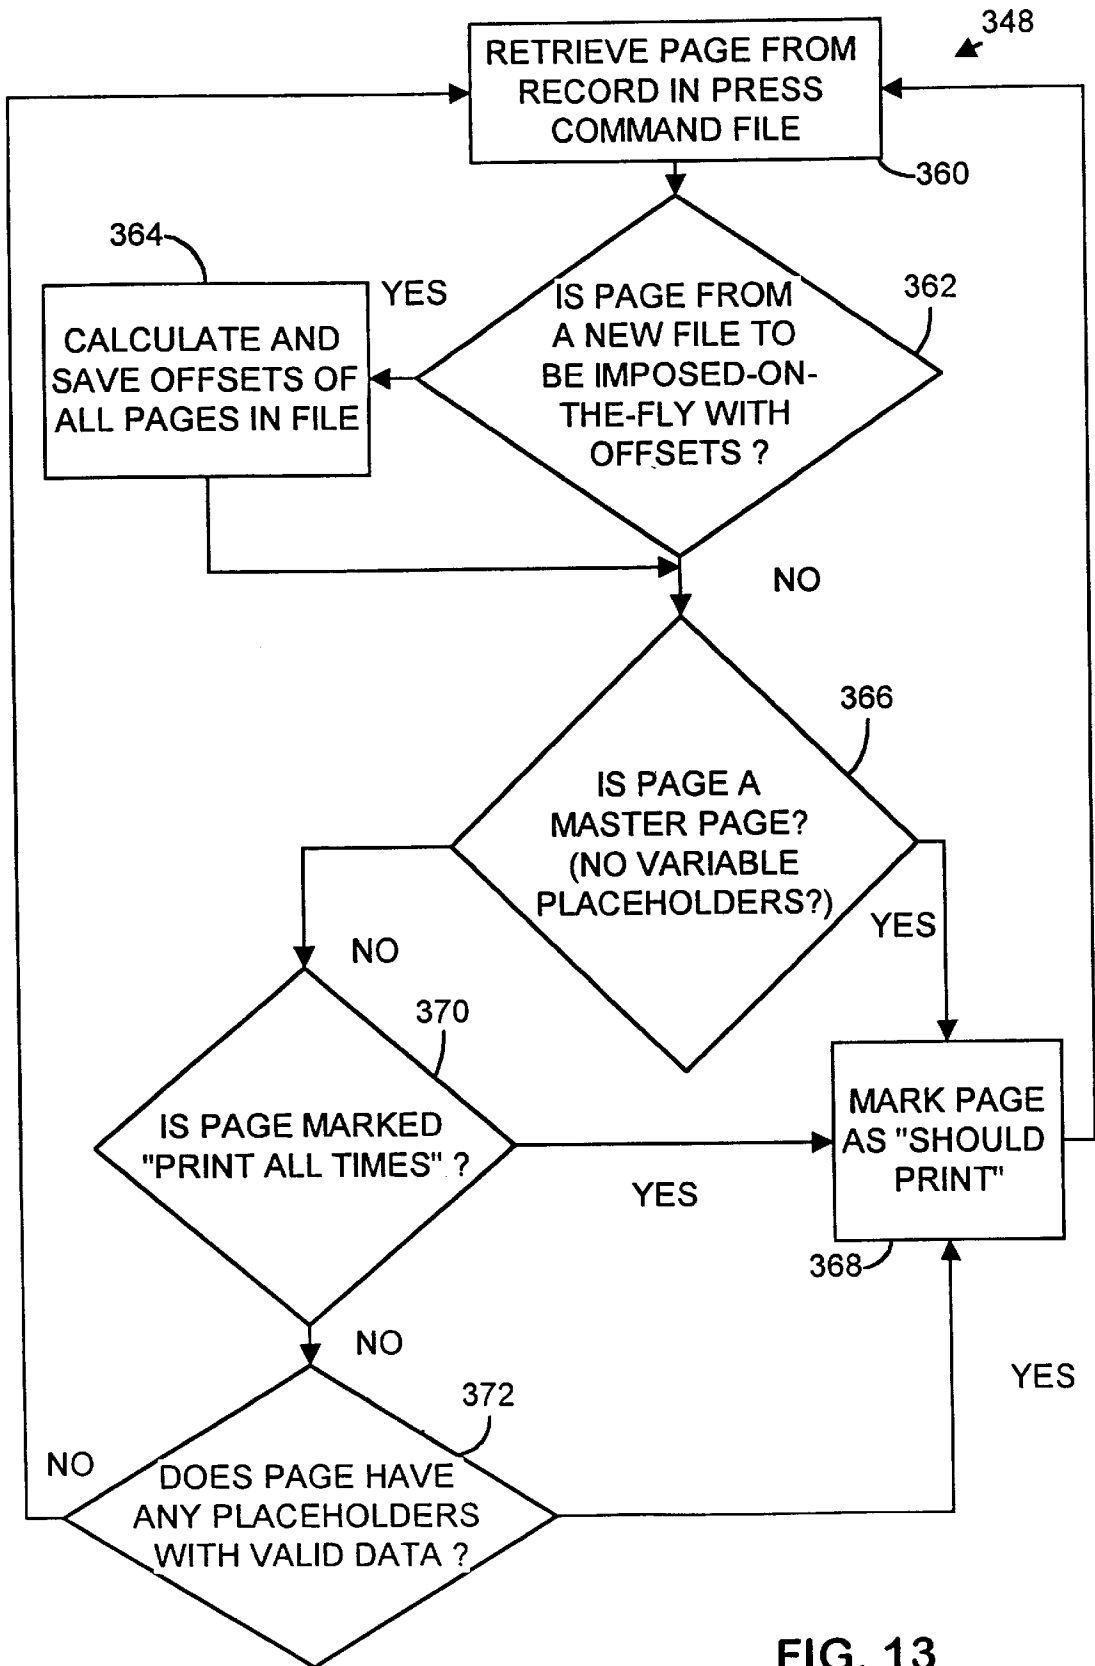 348
RETRIEVE PAGE FROM
RECORD IN PRESS
COMMAND FILE
360
364
YES
362
IS PAGE FROM
A NEW FILE TO
BE IMPOSED-ON-
THE-FLY WITH
OFFSETS ?
CALCULATE AND
SAVE OFFSETS OF
ALL PAGES IN FILE
NO
366
IS PAGE A
MASTER PAGE?
(NO VARIABLE
PLACEHOLDERS?)
YES
NO
370
IS PAGE MARKED
"PRINT ALL TIMES" ?
YES
MARK PAGE
AS "SHOULD
PRINT"
368
NO
YES
372
NO
DOES PAGE HAVE
ANY PLACEHOLDERS
WITH VALID DATA ?
FIG. 13